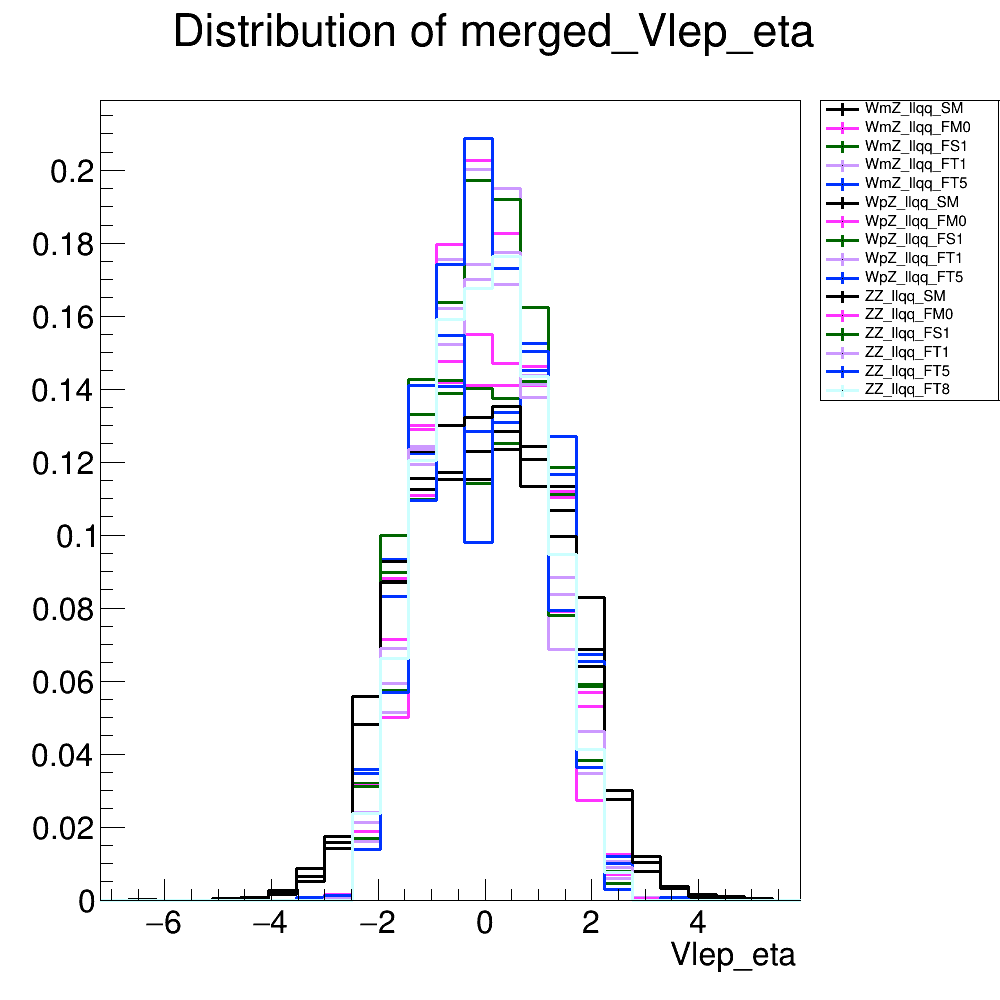 Distribution of merged_Vlep_eta
WmZ_llqq_SM
WmZ_llqq_FM0
WmZ_llqq_FS1
WmZ_llqq_FT1
WmZ_llqq_FT5
WpZ_llqq_SM
WpZ_llqq_FM0
WpZ_llqq_FS1
WpZ_llqq_FT1
WpZ_llqq_FT5
ZZ_llqq_SM
ZZ_llqq_FM0
ZZ_llqq_FS1
ZZ_llqq_FT1
ZZ_llqq_FT5
ZZ_llqq_FT8
0.2
0.18
0.16
0.14
0.12
0.1
0.08
0.06
0.04
0.02
0
−6 −4 −2 0 2 4
Vlep_eta